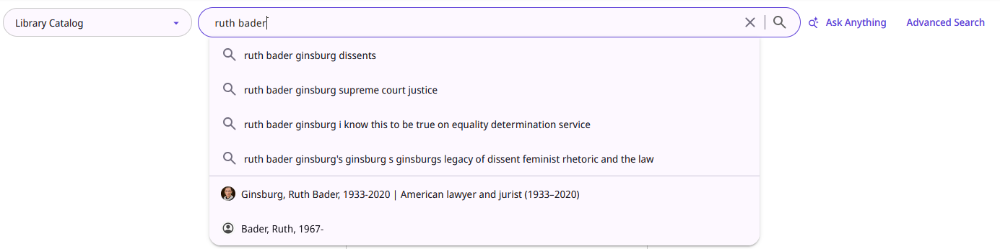 Library Catalog
ruth bader
Ask Anything
Advanced Search
ruth bader ginsburg dissents
ruth bader ginsburg supreme court justice
ruth bader ginsburg i know this to be true on equality determination service
ruth bader ginsburg's ginsburg s ginsburgs legacy of dissent feminist rhetoric and the law
Ginsburg, Ruth Bader, 1933-2020 | American lawyer and jurist (1933–2020)
Bader, Ruth, 1967-